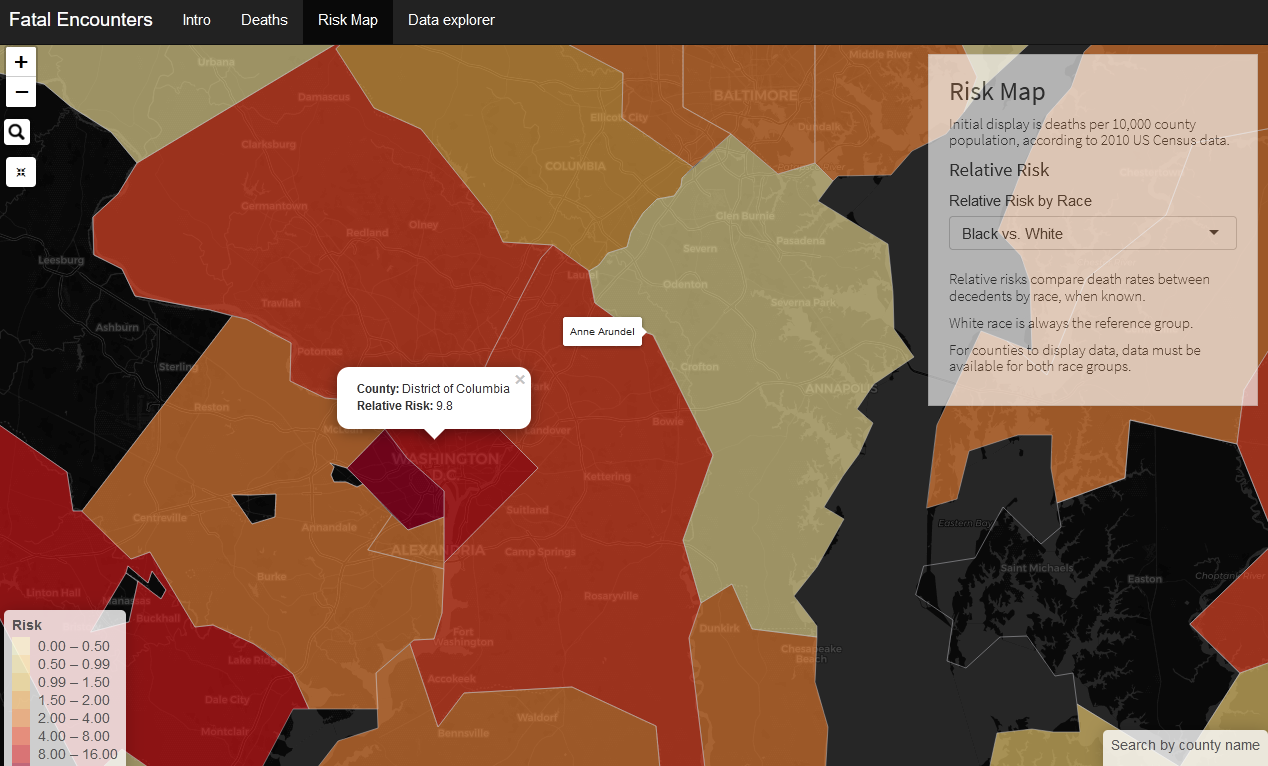 Fatal Encounters Intro Deaths Risk Map Data explorer
+
−
Urbana
Damascus
Clarksburg
Germantown
Redland
Olney
Travilah
Potomac
Leesburg
Ashburn
Sterling
Reston
Ellicott City
COLUMBIA
BALTIMORE
Middle River
Dundalk
Glen Burnie
Pasadena
Severn
Odenton
Severna Park
Laurel
Anne Arundel
Crofton
ANNAPOLIS
Park
Bowie
Landover
Kettering
County: District of Columbia ×
Relative Risk: 9.8
WASHINGTON
D.C.
Centreville
Annandale
ALEXANDRIA
Suitland
Camp Springs
Burke
Rosaryville
Linton Hall
Manassas
Buckhall
Lake Ridge
Dale City
Montclair
Fort
Washington
Accokeek
Waldorf
Bennsville
Dunkirk
Chesapeake
Beach
Eastern Bay
Saint Michaels
Easton
Choptank River
Risk Map
Initial display is deaths per 10,000 county
population, according to 2010 US Census data.
Relative Risk
Relative Risk by Race
Black vs. White
Relative risks compare death rates between
decedents by race, when known.
White race is always the reference group.
For counties to display data, data must be
available for both race groups.
Risk
0.00 – 0.50
0.50 – 0.99
0.99 – 1.50
1.50 – 2.00
2.00 – 4.00
4.00 – 8.00
8.00 – 16.00
Search by county name